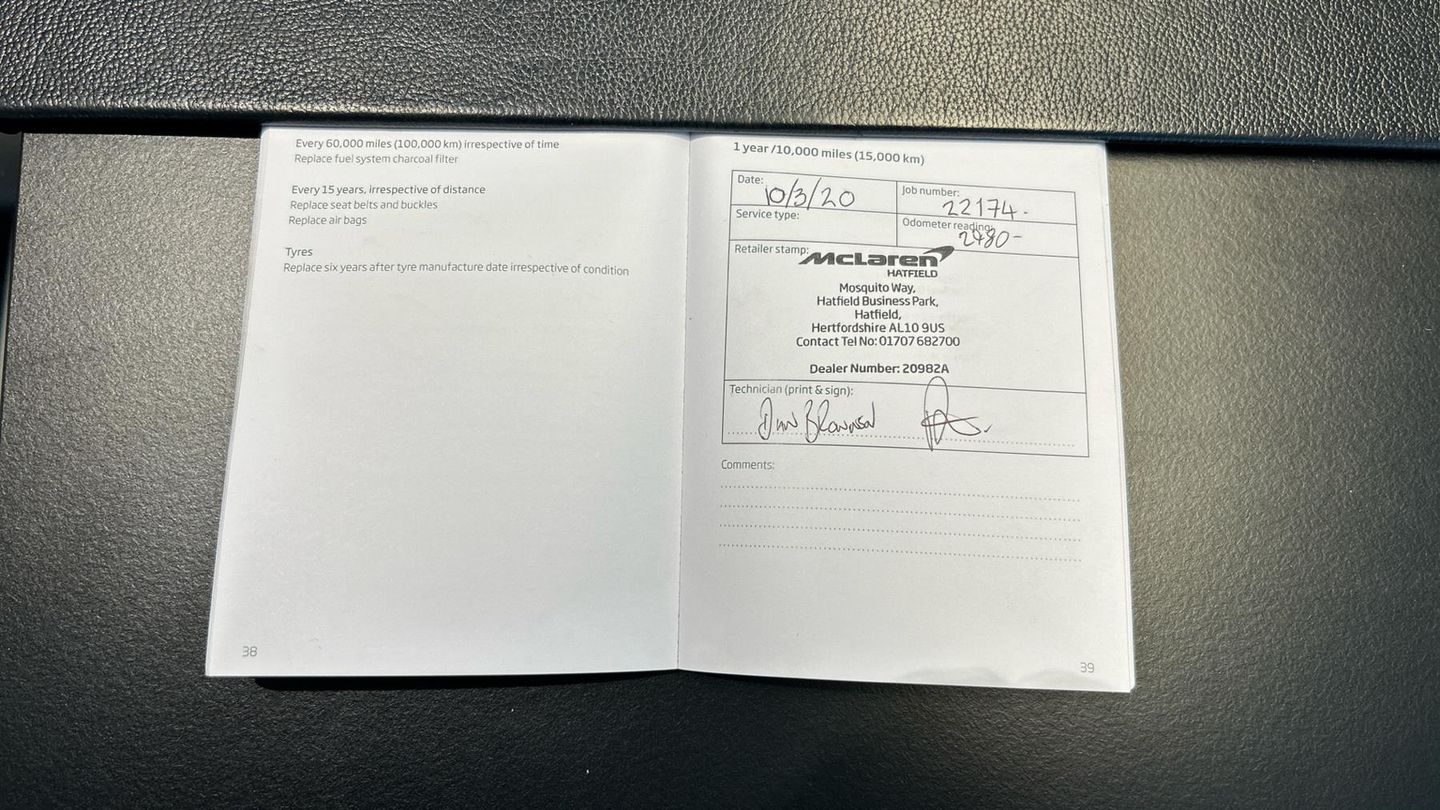 Every 60,000 miles (100,000 km) irrespective of time
Replace fuel system charcoal filter
Every 15 years, irrespective of distance
Replace seat belts and buckles
Replace air bags
Tyres
Replace six years after tyre manufacture date irrespective of condition
38
1 year /10,000 miles (15,000 km)
Date: 10/3/20
Job number: 22174-
Service type:
Odometer reading: 2480-
Retailer stamp:
McLaren
HATFIELD
Mosquito Way,
Hatfield Business Park,
Hatfield,
Hertfordshire AL10 9US
Contact Tel No: 01707 682700
Dealer Number: 20982A
Technician (print & sign):
Dan
Comments:
39